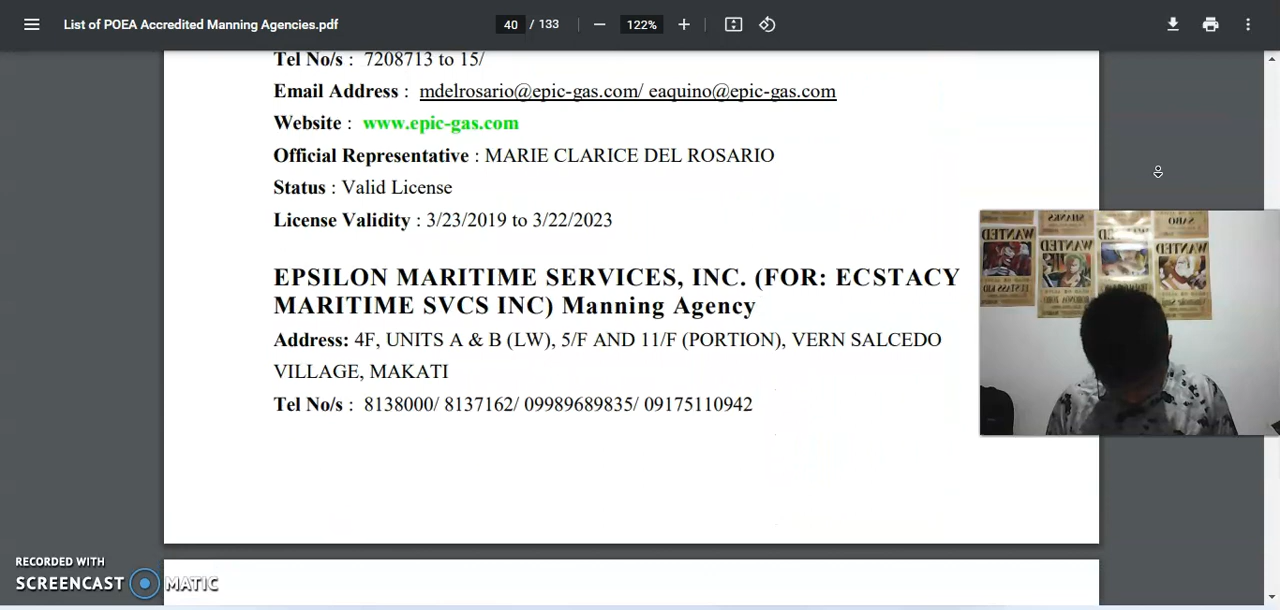 List of POEA Accredited Manning Agencies.pdf
40 / 133
122%
Tel No/s : 7208713 to 15/
Email Address : mdelrosario@epic-gas.com/ eaquino@epic-gas.com
Website : www.epic-gas.com
Official Representative : MARIE CLARICE DEL ROSARIO
Status : Valid License
License Validity : 3/23/2019 to 3/22/2023
EPSILON MARITIME SERVICES, INC. (FOR: ECSTACY
MARITIME SVCS INC) Manning Agency
Address: 4F, UNITS A & B (LW), 5/F AND 11/F (PORTION), VERN SALCEDO
VILLAGE, MAKATI
Tel No/s : 8138000/ 8137162/ 09989689835/ 09175110942
SHANKS
SABO
WANTED
WANTED
WANTED
WANTED
RECORDED WITH
SCREENCAST MATIC